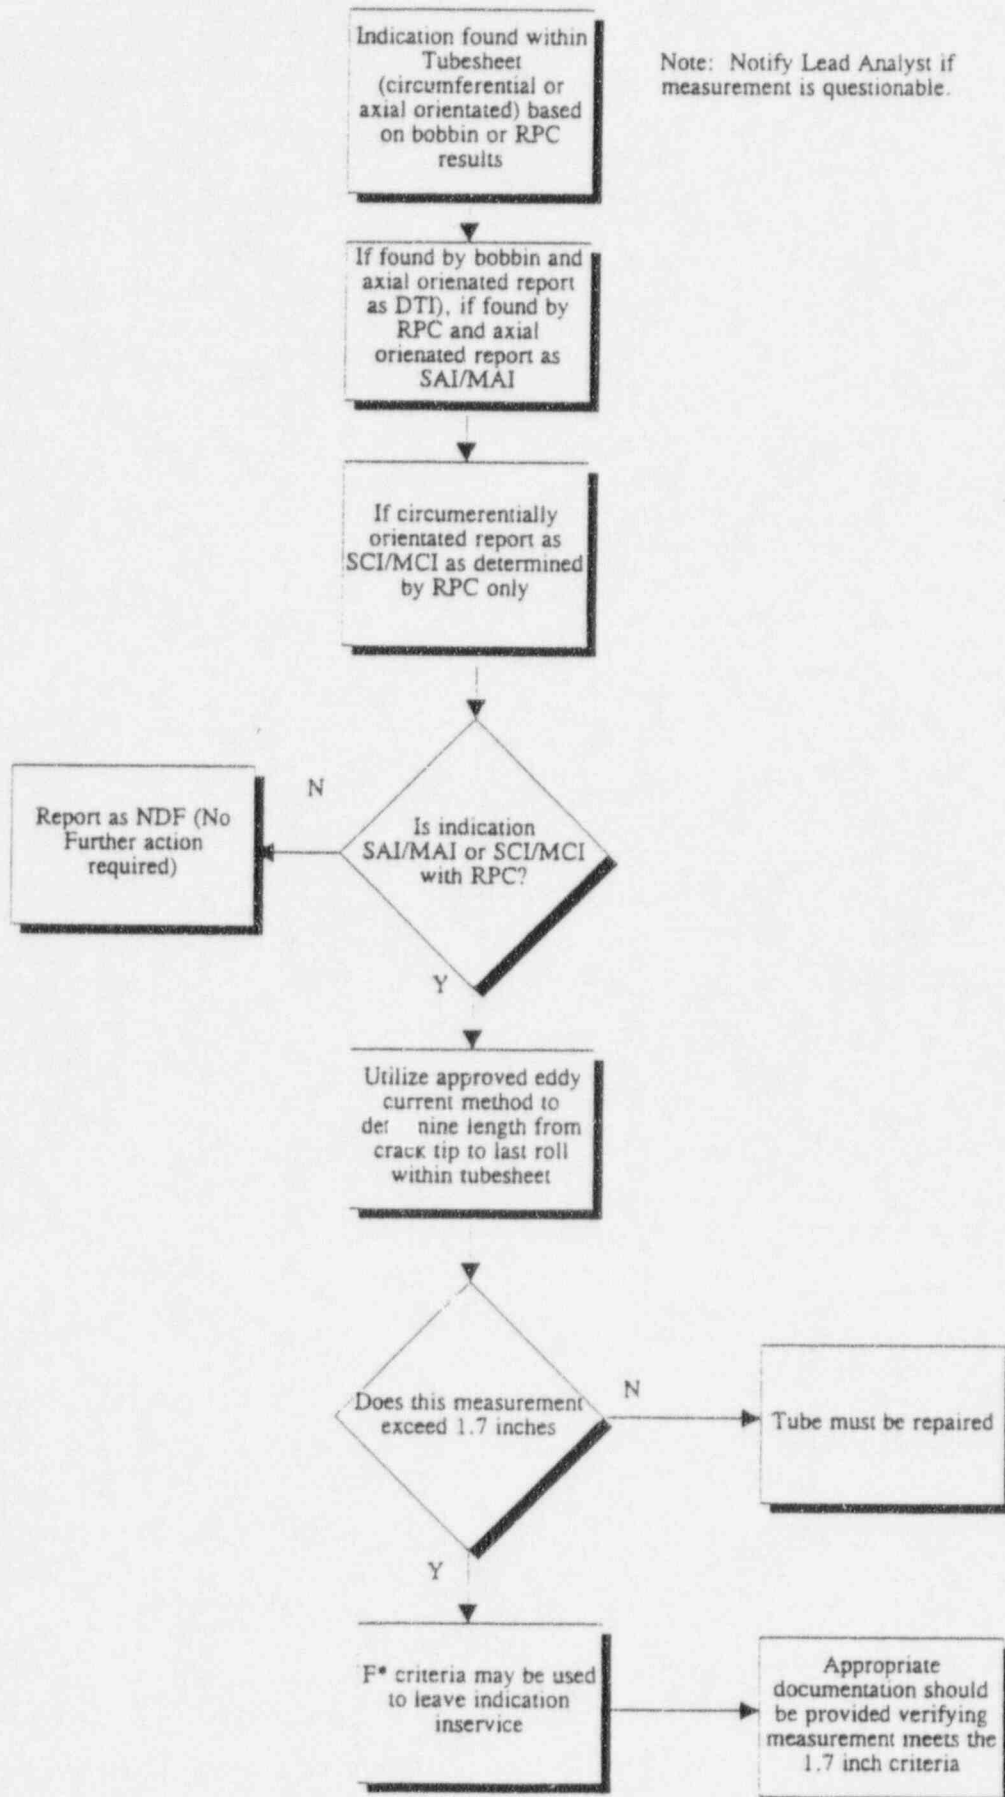 Indication found within
Tubesheet
(circumferential or
axial orientated) based
on bobbin or RPC
results
Note: Notify Lead Analyst if
measurement is questionable.
If found by bobbin and
axial orienated report
as DTI), if found by
RPC and axial
orienated report as
SAI/MAI
If circumerentially
orientated report as
SCI/MCI as determined
by RPC only
N
Report as NDF (No
Further action
required)
Is indication
SAI/MAI or SCI/MCI
with RPC?
Y
Utilize approved eddy
current method to
length from
crack tip to last roll
within tubesheet
Does this measurement
exceed 1.7 inches
N
Tube must be repaired
Y
F* criteria may be used
to leave indication
inservice
Appropriate
documentation should
be provided verifying
measurement meets the
1.7 inch criteria